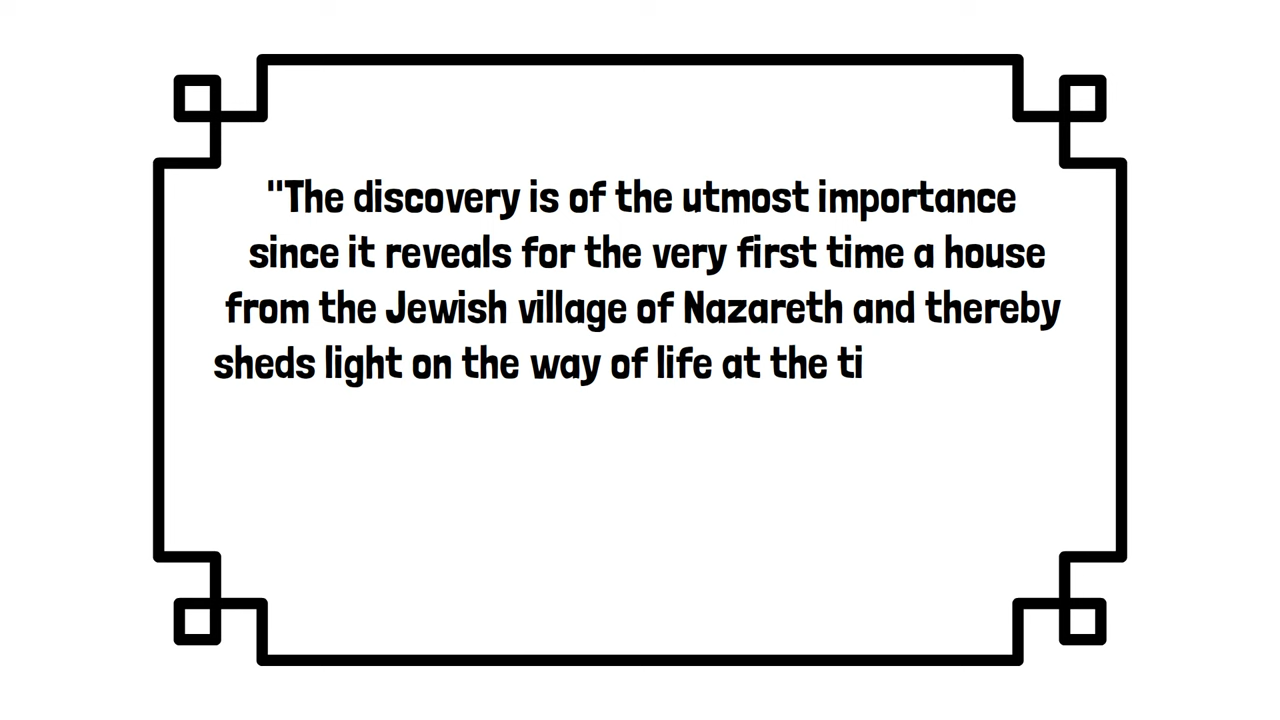 "The discovery is of the utmost importance
since it reveals for the very first time a house
from the Jewish village of Nazareth and thereby
sheds light on the way of life at the ti